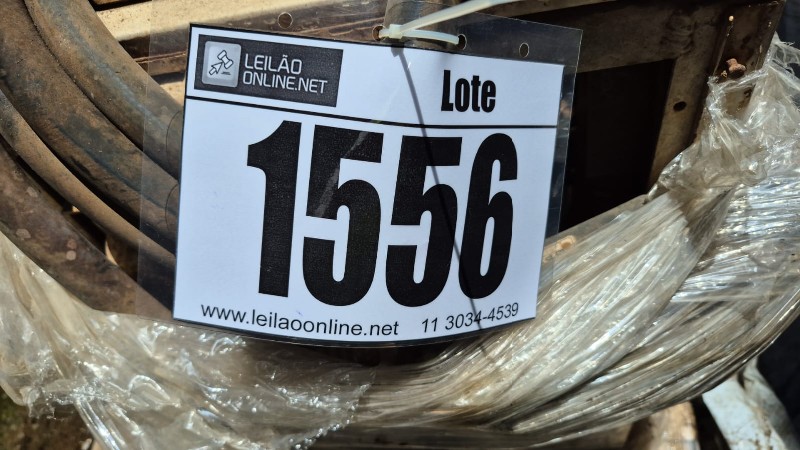 LEILÃO
ONLINE.NET
Lote
1556
www.leilaoonline.net 11 3034-4539